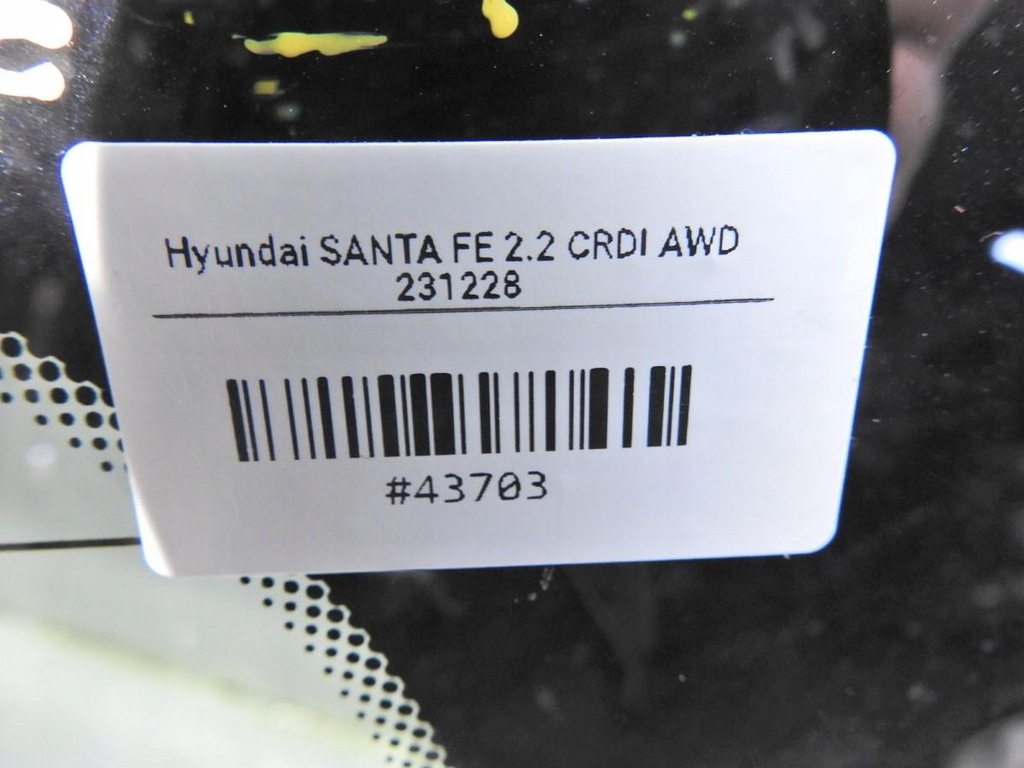 Hyundai SANTA FE 2.2 CRDI AWD
231228
#43703